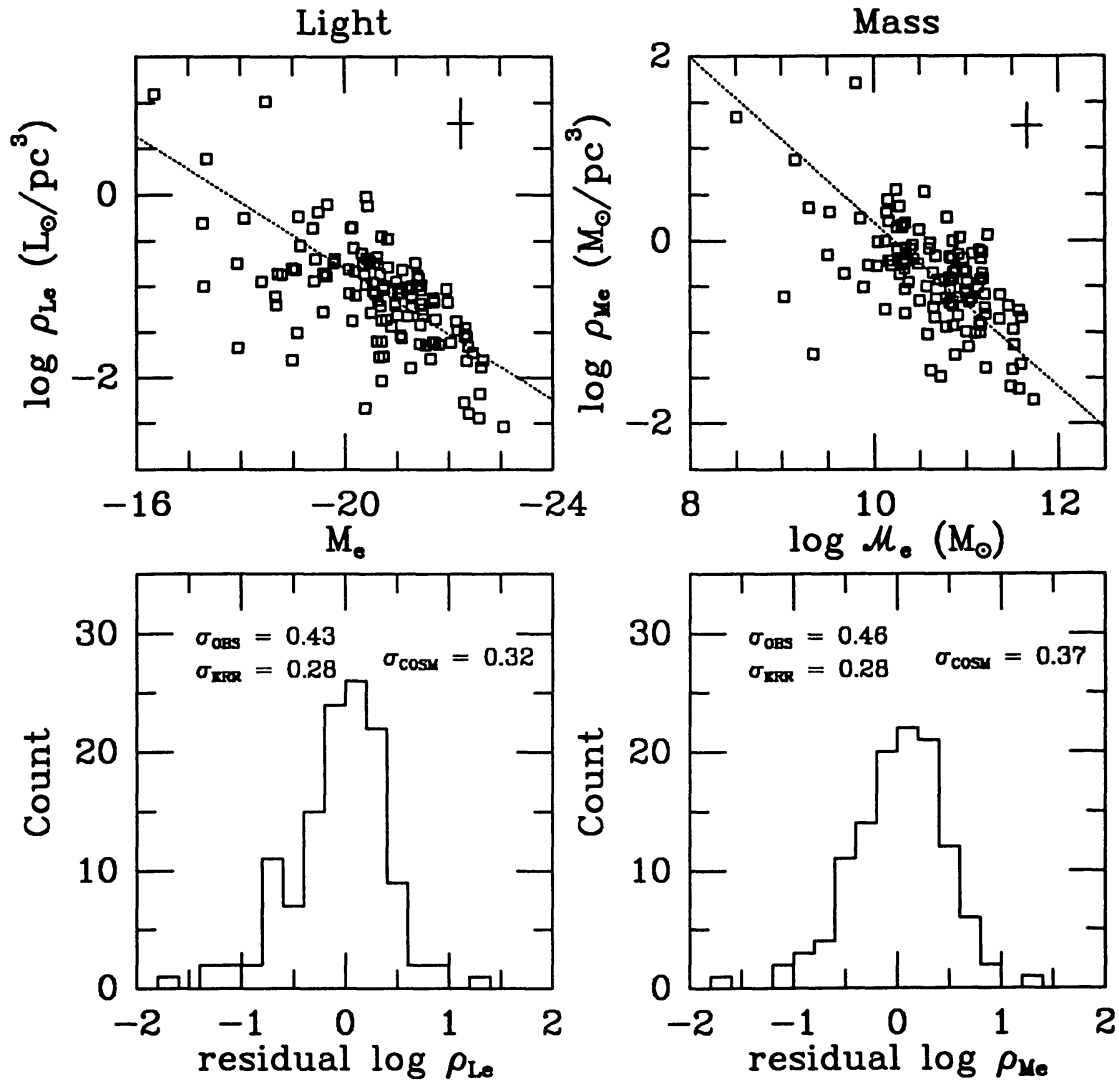 Light
log ρLe (L⊙/pc³)
0
−2
−16
−20
−24
Me
Mass
log ρMe (M⊙/pc³)
2
0
−2
8
10
12
log ℳe (M⊙)
Count
30
20
10
0
σOBS = 0.43
σERR = 0.28
σCOSM = 0.32
−2
−1
0
1
2
residual log ρLe
Count
30
20
10
0
σOBS = 0.46
σERR = 0.28
σCOSM = 0.37
−2
−1
0
1
2
residual log ρMe